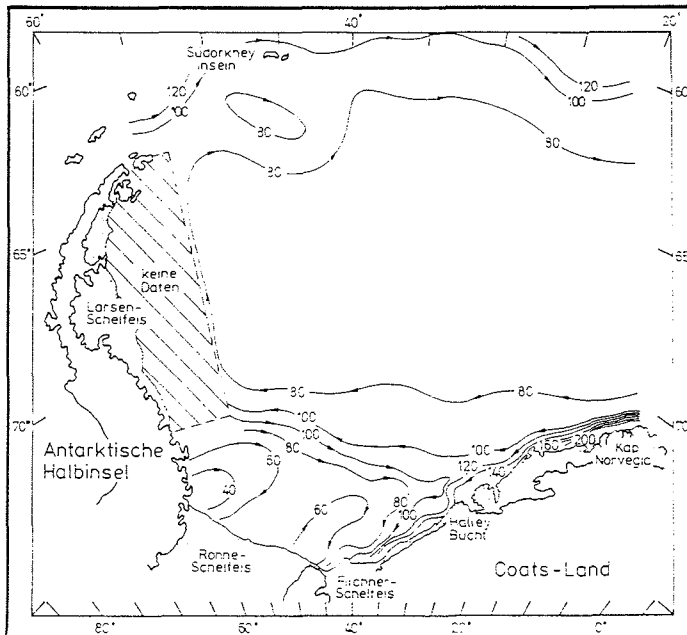 60° 40° 20°
Südorkney
Inseln
60° 60°
120
100
120
100
80
80
80
65° 65°
keine
Daten
Larsen-
Schelfeis
80 80
70° 70°
100
80
100
100
120
140
200
Antarktische
Halbinsel
Kap
Norvegia
60
40
60
80
100
Halley
Bucht
Ronne-
Schelfeis
Filchner-
Schelfeis
Coats-Land
80° 60° 40° 20° 0°